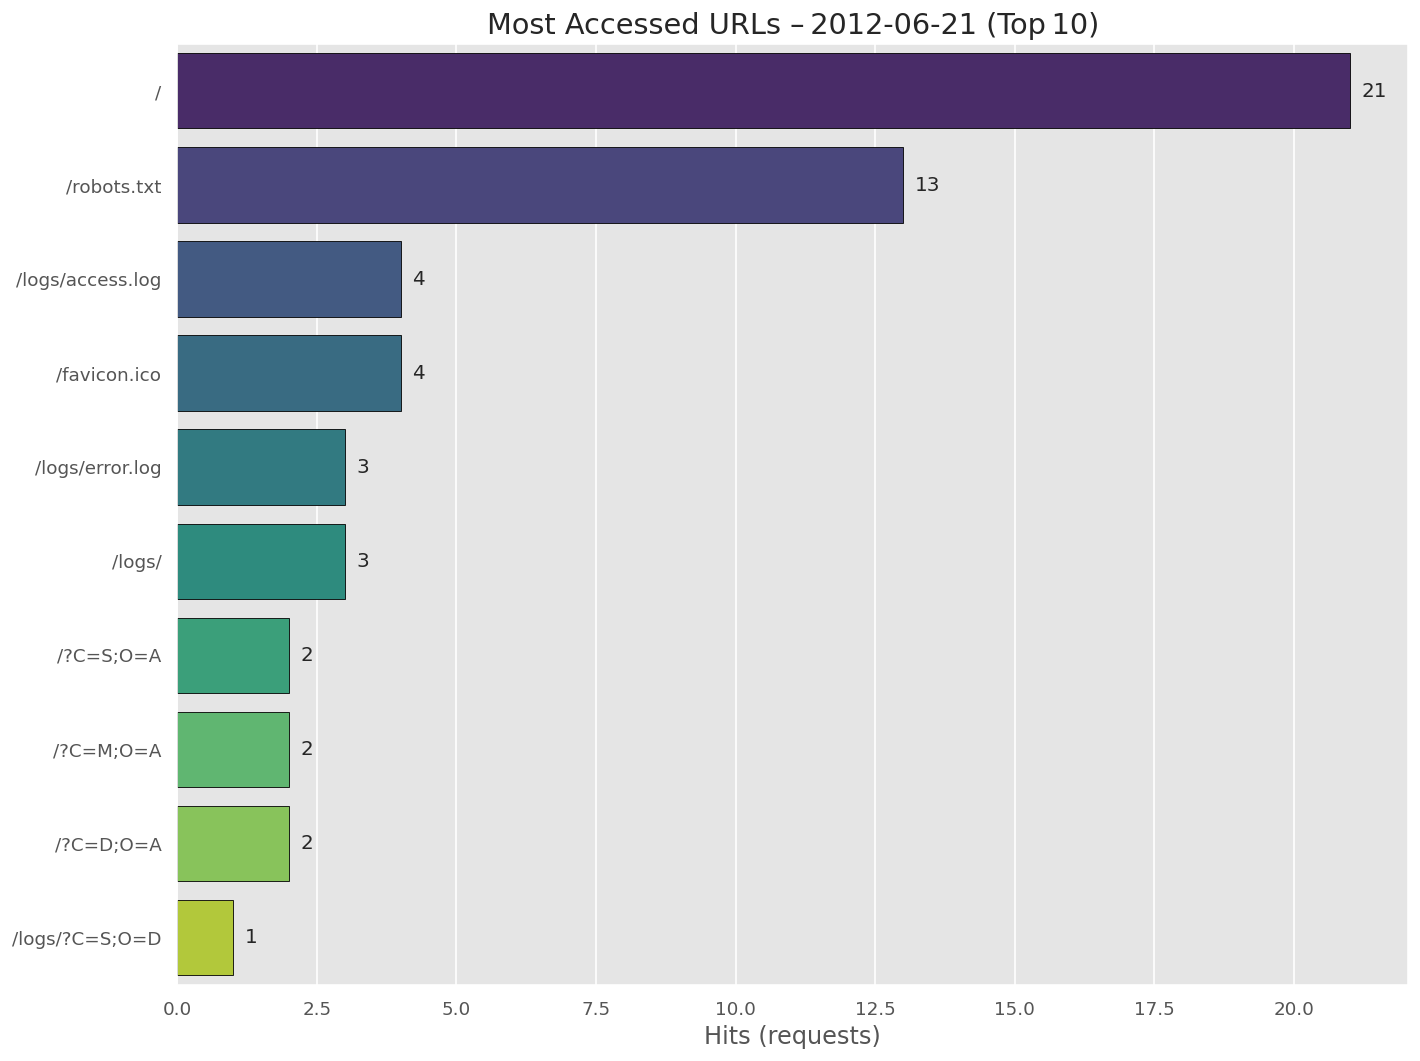 Most Accessed URLs – 2012-06-21 (Top 10)
/ 21
/robots.txt 13
/logs/access.log 4
/favicon.ico 4
/logs/error.log 3
/logs/ 3
/?C=S;O=A 2
/?C=M;O=A 2
/?C=D;O=A 2
/logs/?C=S;O=D 1
0.0 2.5 5.0 7.5 10.0 12.5 15.0 17.5 20.0
Hits (requests)